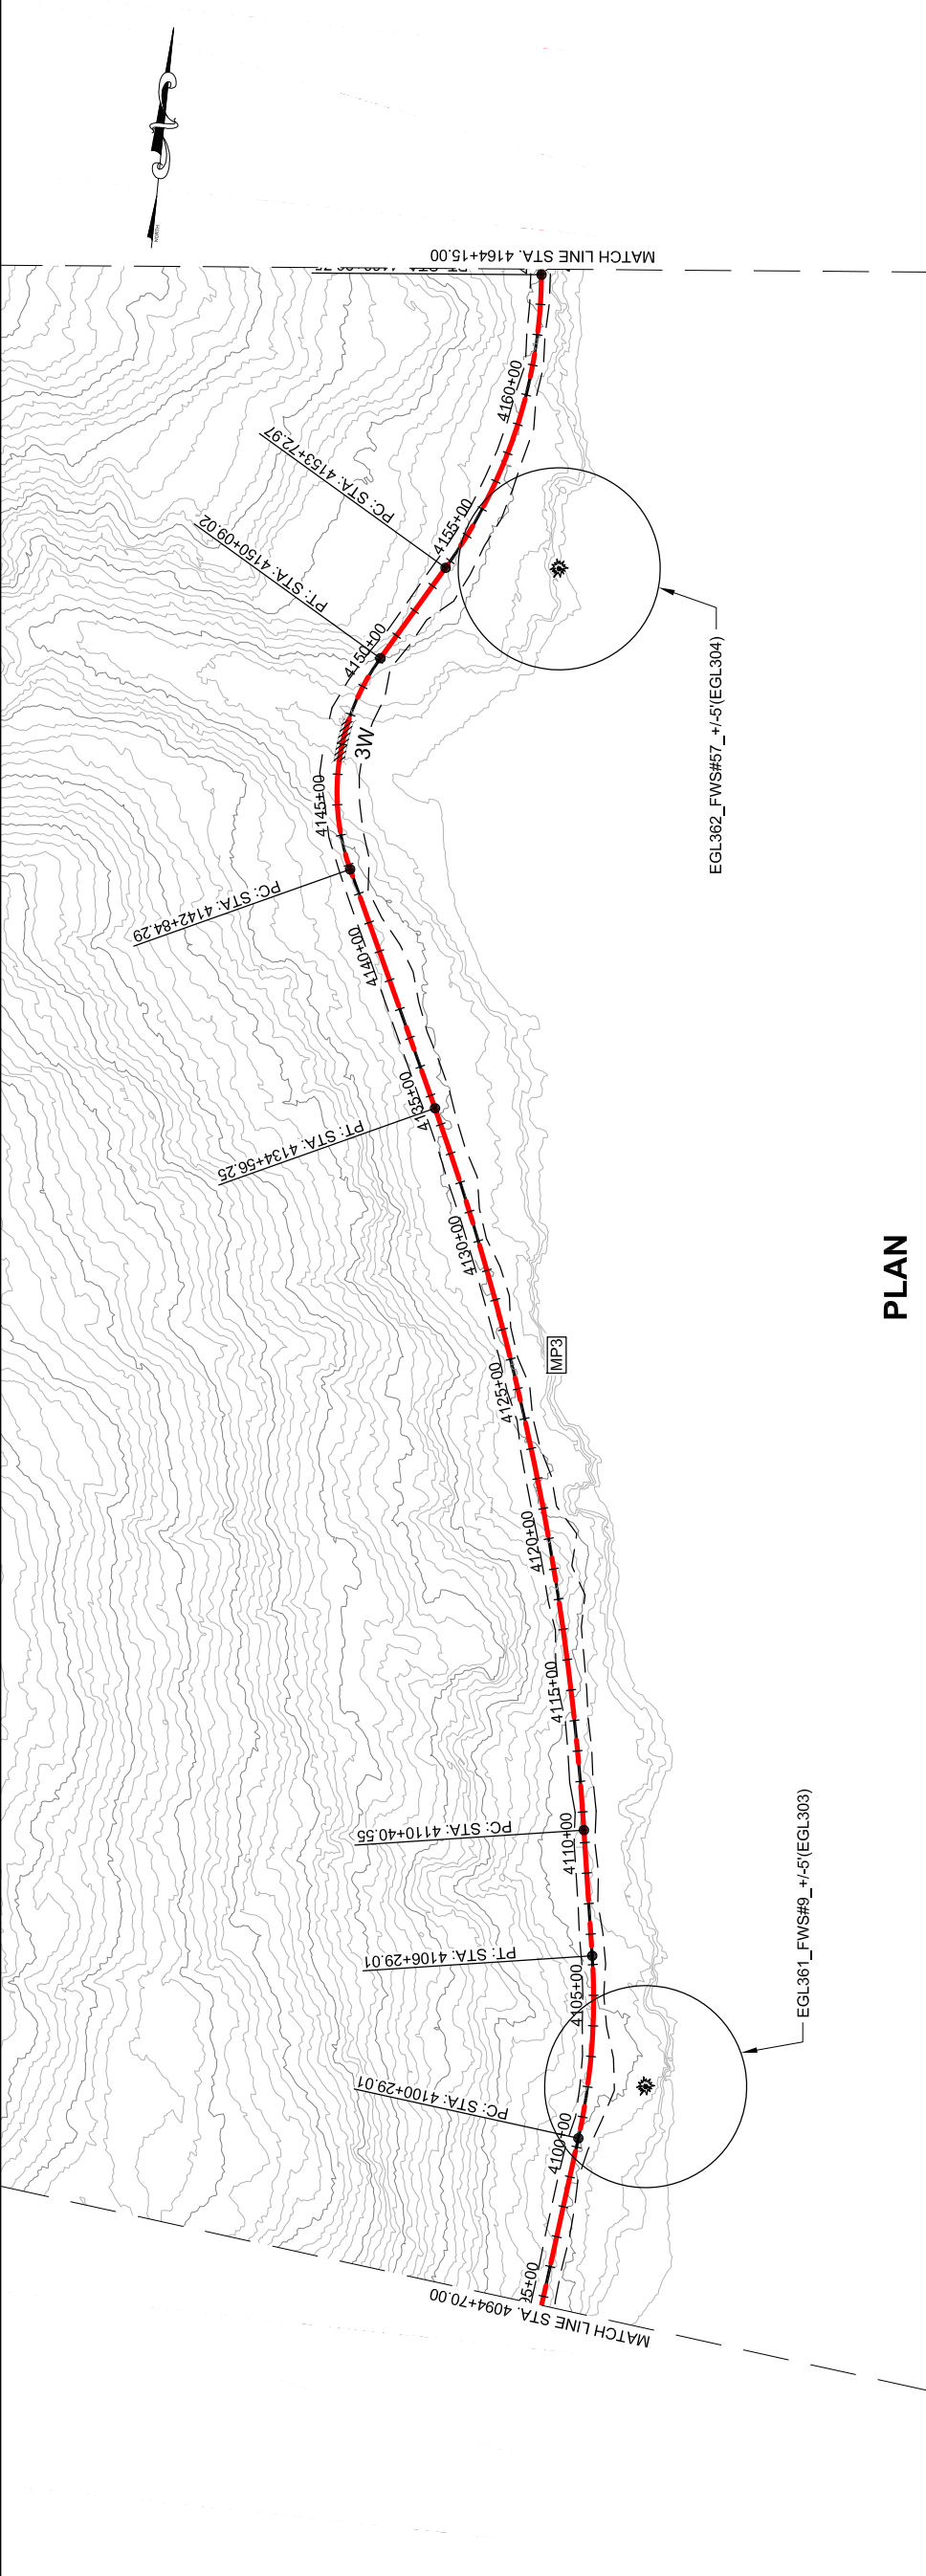 NORTH
MATCH LINE STA. 4164+15.00
4160+00
PC: STA: 4153+72.97
4155+00
PT: STA: 4150+09.02
4150+00
EGL362_FWS#57_+/-5'(EGL304)
3W
4145+00
PC: STA: 4142+84.29
4140+00
4135+00
PT: STA: 4134+56.25
4130+00
MP3
4125+00
PLAN
4120+00
4115+00
PC: STA: 4110+40.55
4110+00
PT: STA: 4106+29.01
4105+00
EGL361_FWS#9_+/-5'(EGL303)
PC: STA: 4100+29.01
4100+00
5+00
MATCH LINE STA. 4094+70.00